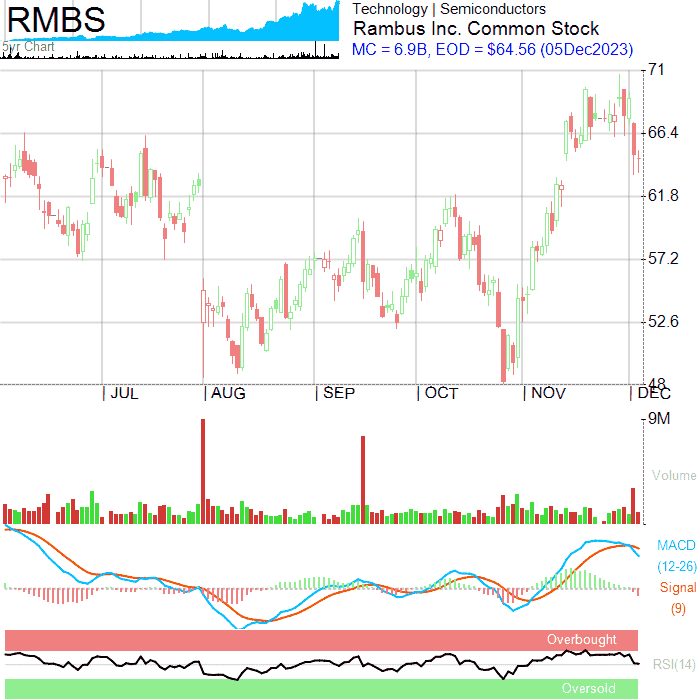 RMBS
5yr Chart
Technology | Semiconductors
Rambus Inc. Common Stock
MC = 6.9B, EOD = $64.56 (05Dec2023)
71
66.4
61.8
57.2
52.6
48
JUL AUG SEP OCT NOV DEC
9M
Volume
MACD
(12-26)
Signal
(9)
Overbought
RSI(14)
Oversold